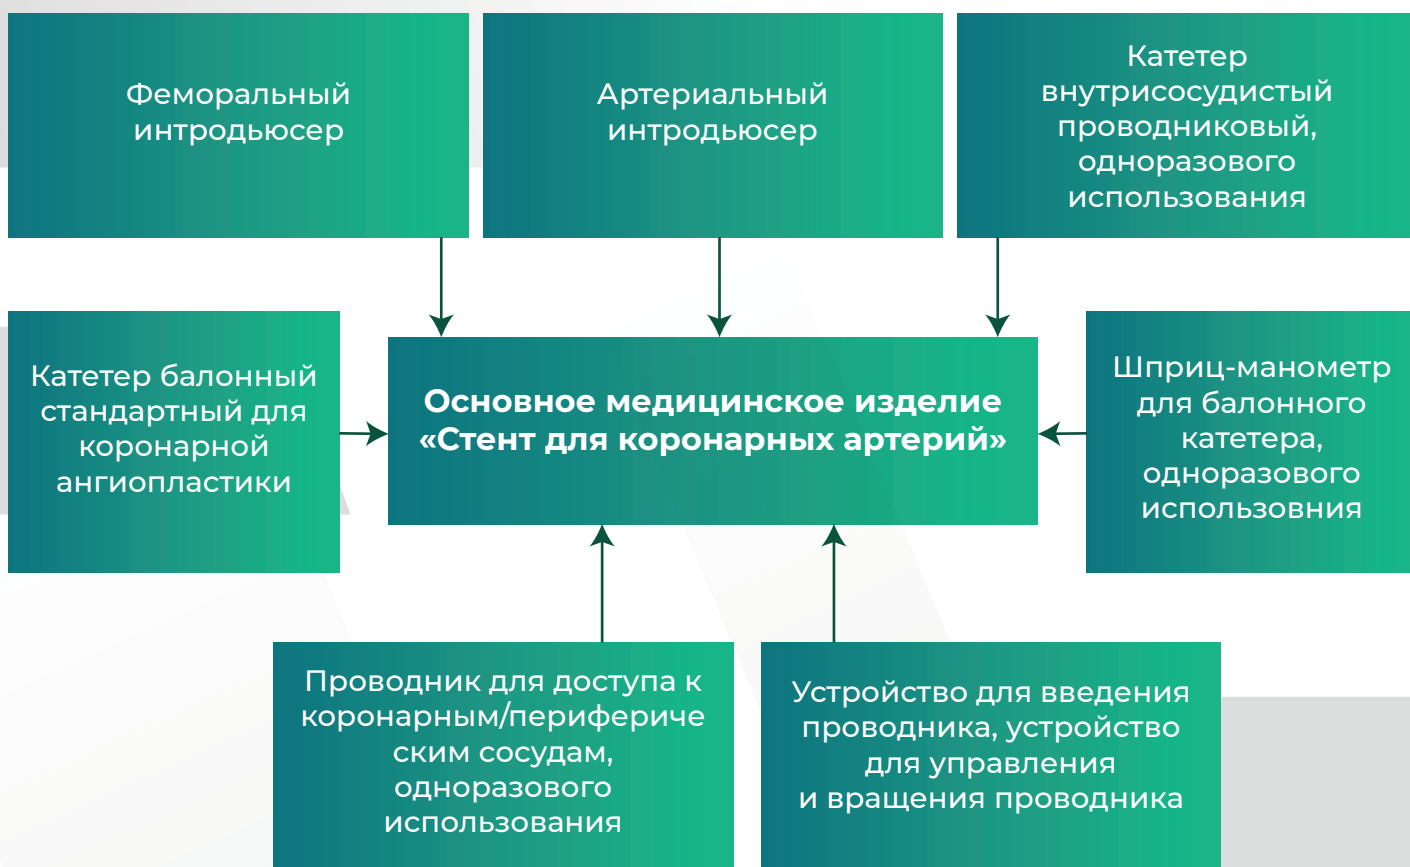 Феморальный
интродьюсер
Артериальный
интродьюсер
Катетер
внутрисосудистый
проводниковый,
одноразового
использования
Катетер балонный
стандартный для
коронарной
ангиопластики
Основное медицинское изделие
«Стент для коронарных артерий»
Шприц-манометр
для балонного
катетера,
одноразового
использовния
Проводник для доступа к
коронарным/перифериче
ским сосудам,
одноразового
использования
Устройство для введения
проводника, устройство
для управления
и вращения проводника